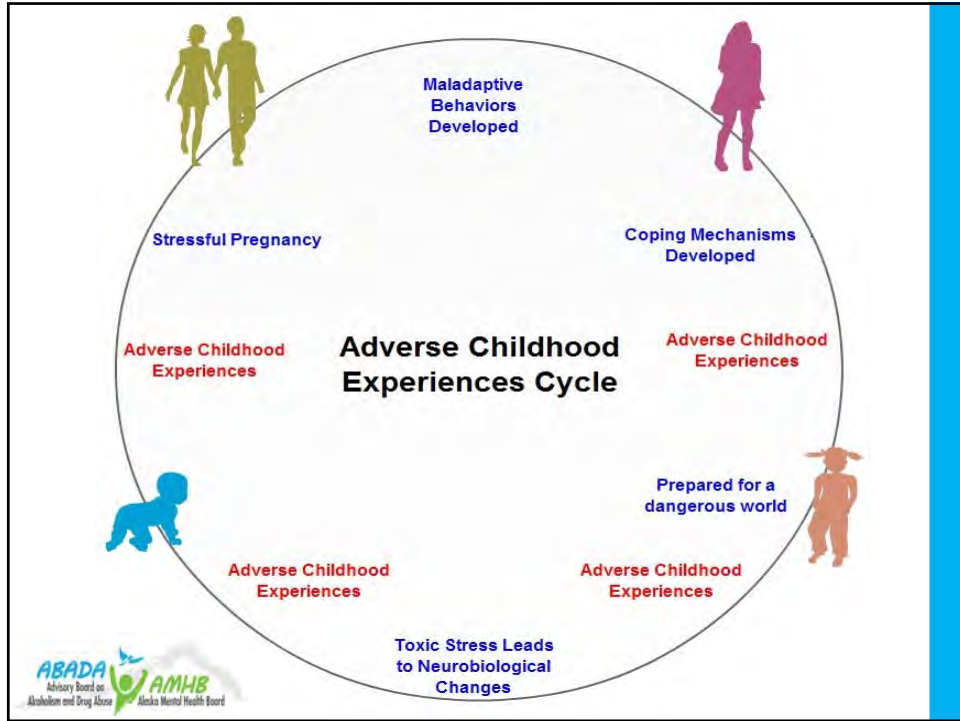 Maladaptive
Behaviors
Developed
Stressful Pregnancy
Coping Mechanisms
Developed
Adverse Childhood
Experiences
Adverse Childhood
Experiences Cycle
Adverse Childhood
Experiences
Prepared for a
dangerous world
Adverse Childhood
Experiences
Adverse Childhood
Experiences
Toxic Stress Leads
to Neurobiological
Changes
ABADA
Advisory Board on
Alcoholism and Drug Abuse
AMHB
Alaska Mental Health Board